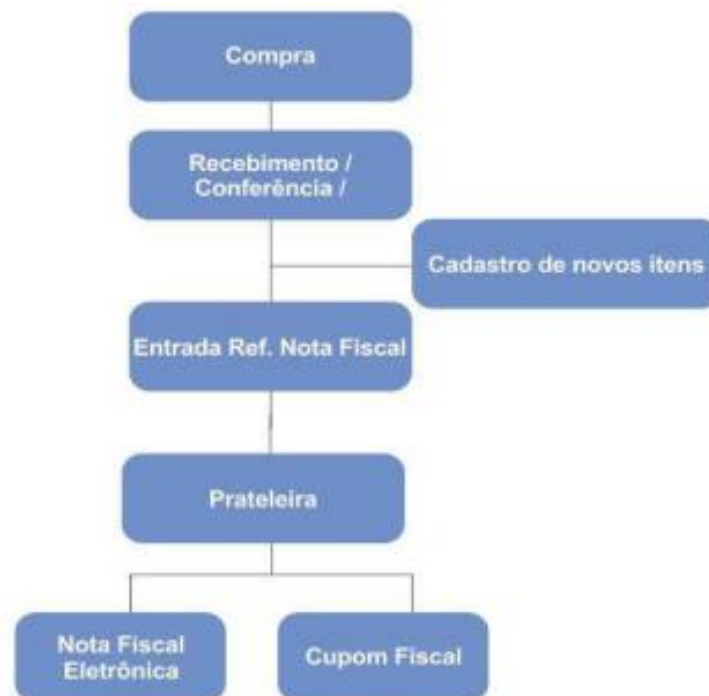 Compra
Recebimento /
Conferência /
Cadastro de novos itens
Entrada Ref. Nota Fiscal
Prateleira
Nota Fiscal
Eletrônica
Cupom Fiscal